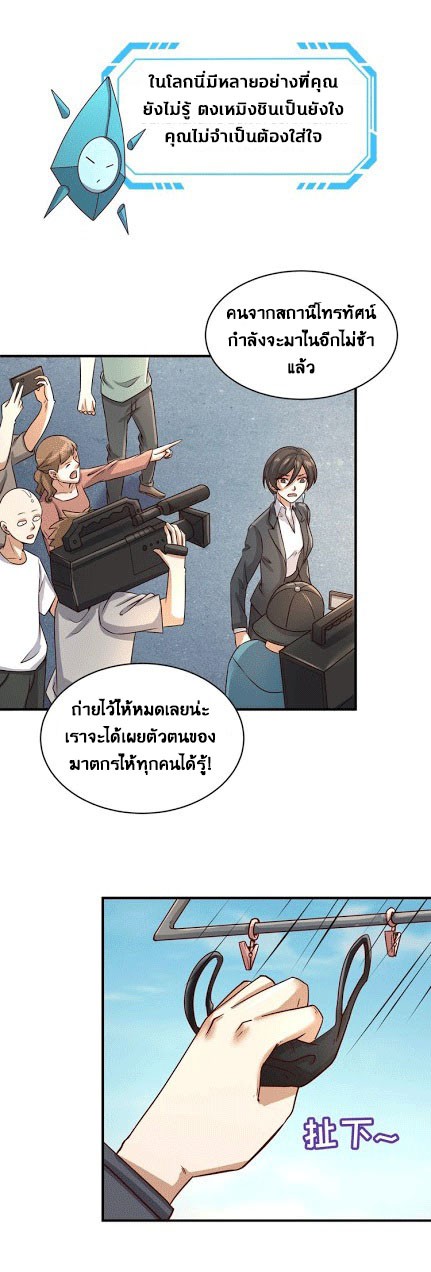 ในโลกนี่มีหลายอย่างที่คุณ
ยังไม่รู้ ตงเหมิงชินเป็นยังใง
คุณไม่จำเป็นต้องใส่ใจ
คนจากสถานีโทรทัศน์
กำลังจะมาไนอีกไม่ช้า
แล้ว
ถ่ายไว้ให้หมดเลยน่ะ
เราจะได้เผยตัวตนของ
มาตกรให้ทุกคนได้รู้!
扯下~